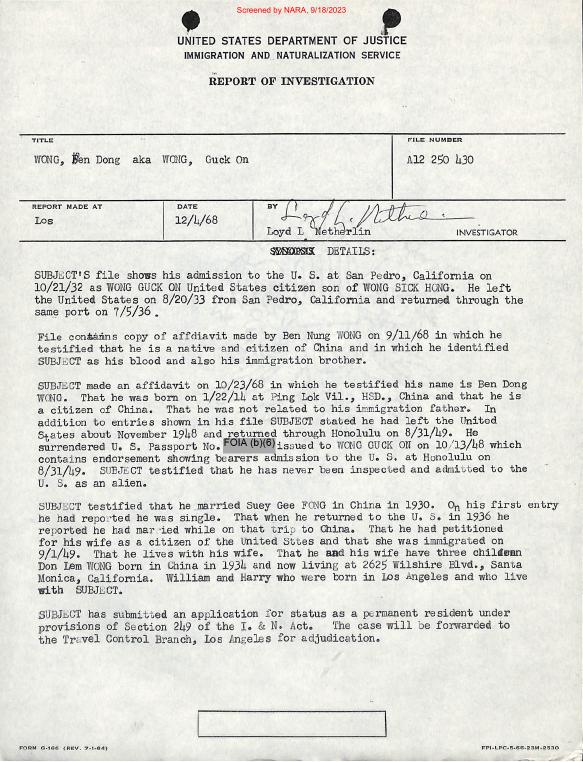 Screened by NARA, 9/18/2023
UNITED STATES DEPARTMENT OF JUSTICE
IMMIGRATION AND NATURALIZATION SERVICE
REPORT OF INVESTIGATION
TITLE
WONG, Ben Dong aka WONG, Guck On
FILE NUMBER
A12 250 430
REPORT MADE AT
Los
DATE
12/4/68
BY
Loyd L Netherlin
INVESTIGATOR
SYNOPSIS DETAILS:
SUBJECT'S file shows his admission to the U. S. at San Pedro, California on
10/21/32 as WONG GUCK ON United States citizen son of WONG SICK HONG. He left
the United States on 8/20/33 from San Pedro, California and returned through the
same port on 7/5/36 .
File contains copy of affdiavit made by Ben Nung WONG on 9/11/68 in which he
testified that he is a native and citizen of China and in which he identified
SUBJECT as his blood and also his immigration brother.
SUBJECT made an affidavit on 10/23/68 in which he testified his name is Ben Dong
WONG. That he was born on 1/22/14 at Ping Lok Vil., HSD., China and that he is
a citizen of China. That he was not related to his immigration father. In
addition to entries shown in his file SUBJECT stated he had left the United
States about November 1948 and returned through Honolulu on 8/31/49. He
surrendered U. S. Passport No. FOIA (b)(6) issued to WONG GUCK ON on 10/13/48 which
contains endorsement showing bearers admission to the U. S. at Honolulu on
8/31/49. SUBJECT testified that he has never been inspected and admitted to the
U. S. as an alien.
SUBJECT testified that he married Suey Gee FONG in China in 1930. On his first entry
he had reported he was single. That when he returned to the U. S. in 1936 he
reported he had married while on that trip to China. That he had petitioned
for his wife as a citizen of the United Sttes and that she was immigrated on
9/1/49. That he lives with his wife. That he and his wife have three children
Don Lem WONG born in China in 1934 and now living at 2625 Wilshire Blvd., Santa
Monica, California. William and Harry who were born in Los Angeles and who live
with SUBJECT.
SUBJECT has submitted an application for status as a permanent resident under
provisions of Section 249 of the I. & N. Act. The case will be forwarded to
the Travel Control Branch, Los Angeles for adjudication.
FORM G-166 (REV. 7-1-64)
FPI-LPC-5-66-23M-2530